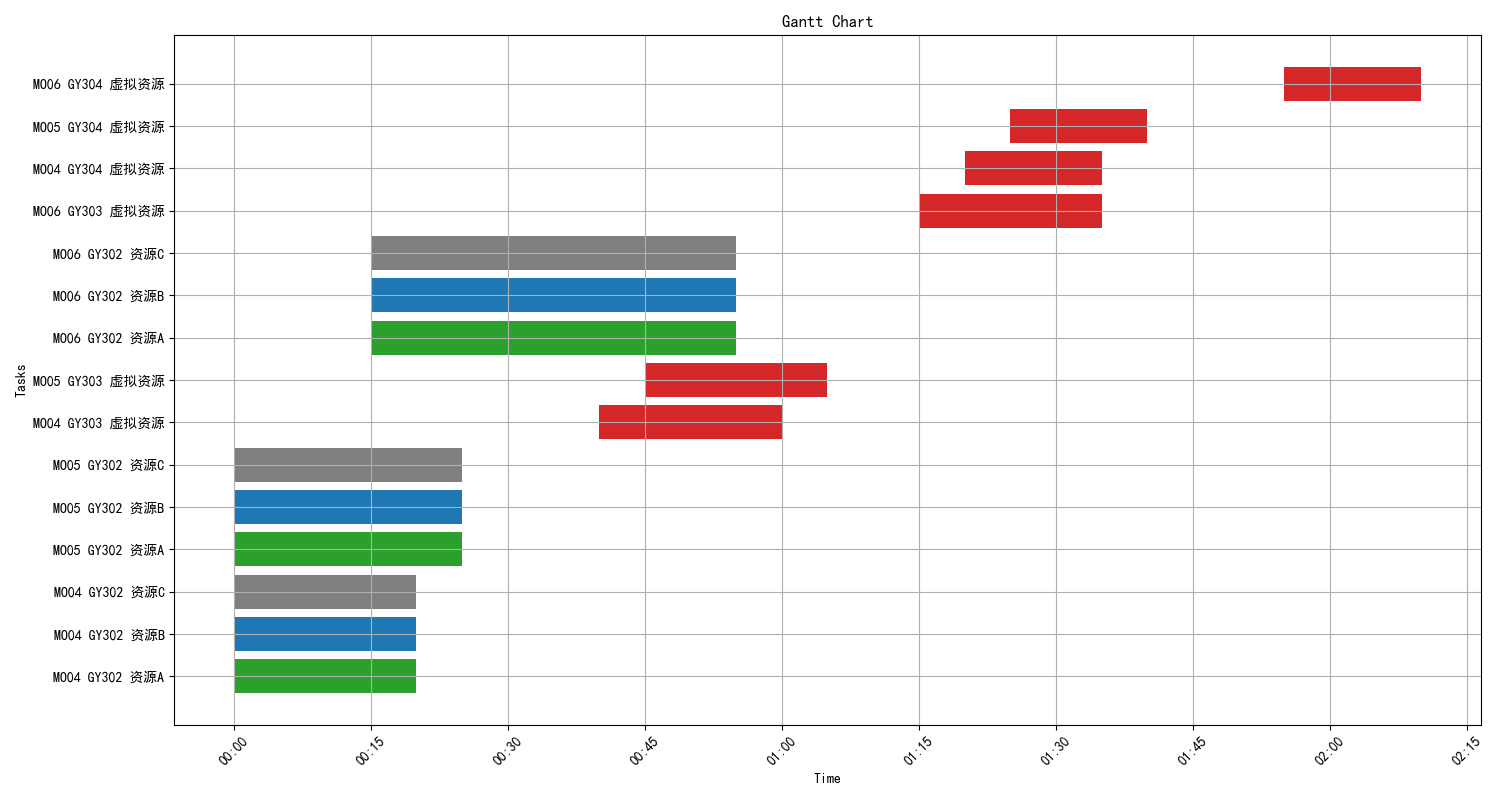 Gantt Chart
MO06 GY304 虚拟资源
MO05 GY304 虚拟资源
MO04 GY304 虚拟资源
MO06 GY303 虚拟资源
MO06 GY302 资源C
MO06 GY302 资源B
MO06 GY302 资源A
MO05 GY303 虚拟资源
MO04 GY303 虚拟资源
MO05 GY302 资源C
MO05 GY302 资源B
MO05 GY302 资源A
MO04 GY302 资源C
MO04 GY302 资源B
MO04 GY302 资源A
Tasks
00:00
00:15
00:30
00:45
01:00
01:15
01:30
01:45
02:00
02:15
Time